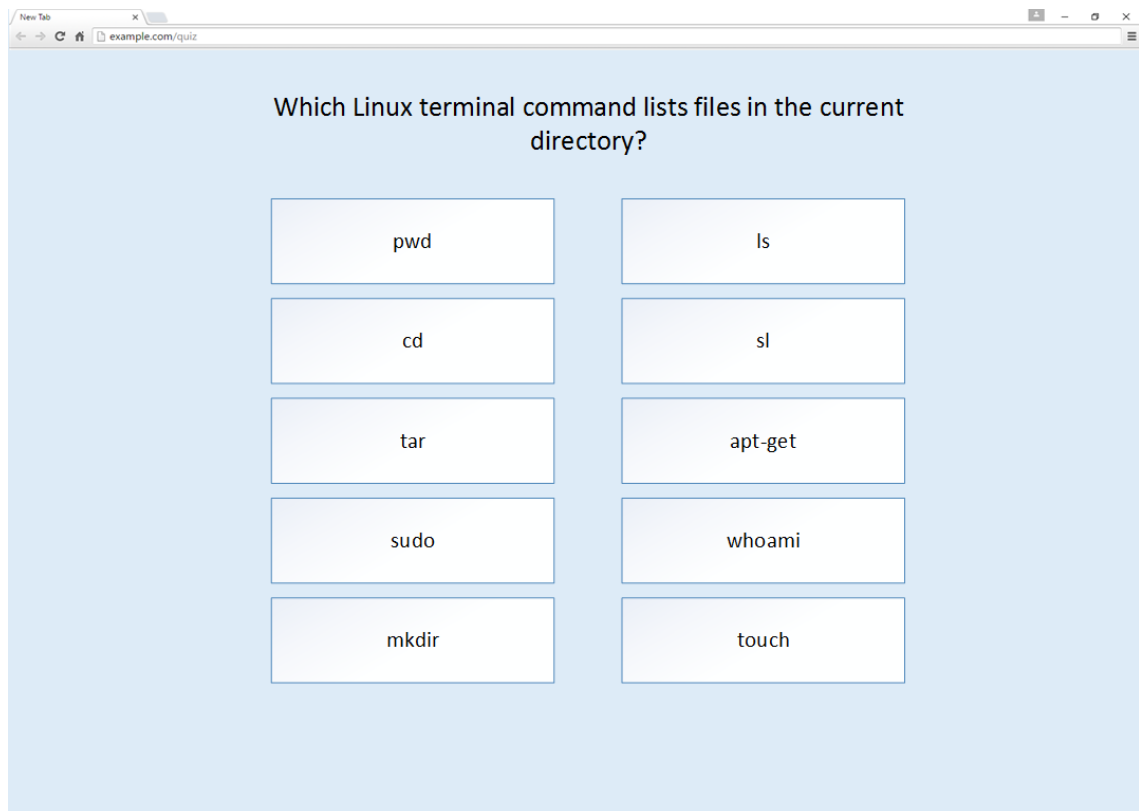 New Tab
example.com/quiz
Which Linux terminal command lists files in the current
directory?
pwd
ls
cd
sl
tar
apt-get
sudo
whoami
mkdir
touch